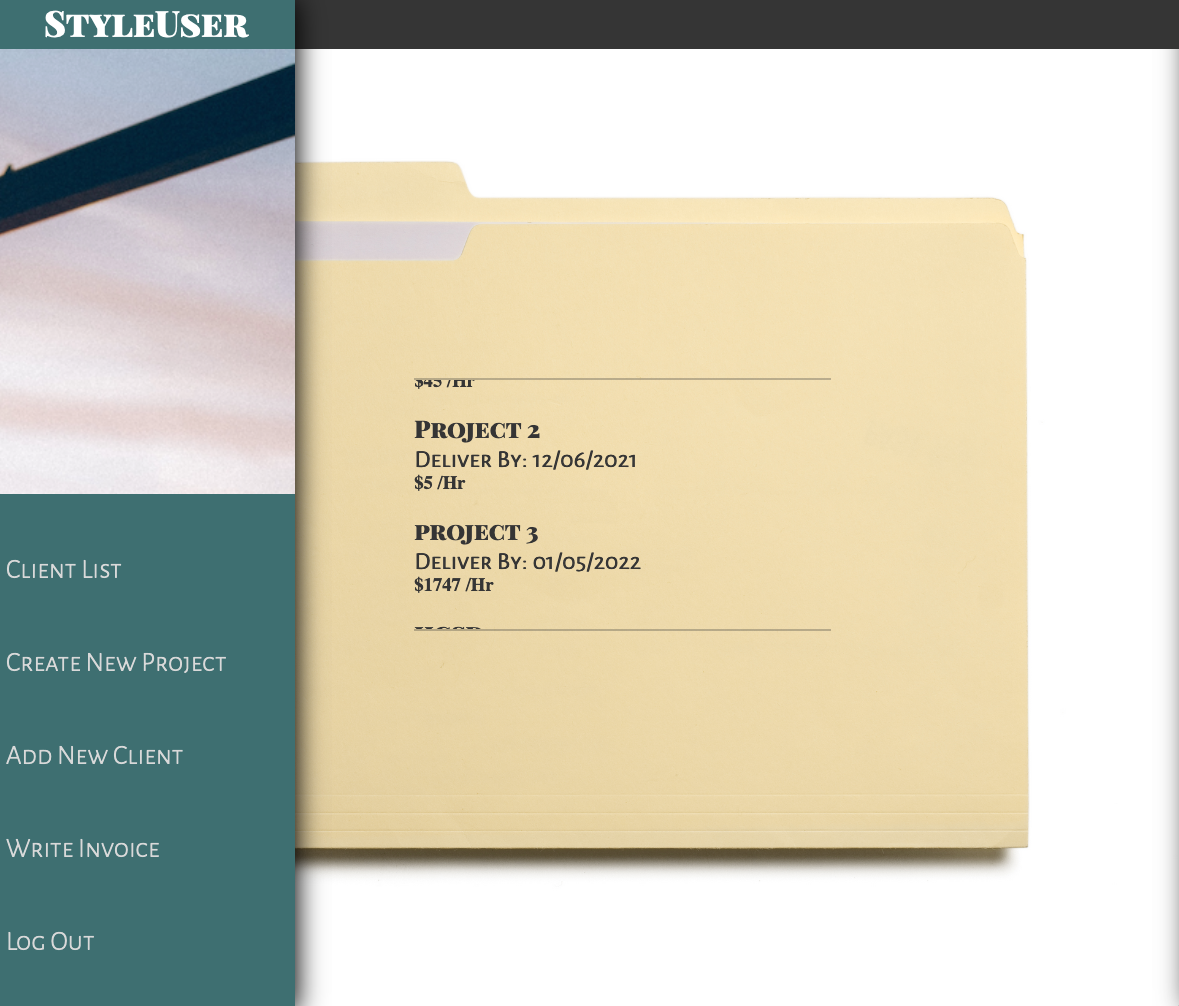 StyleUser
Client List
Create New Project
Add New Client
Write Invoice
Log Out
$45 /Hr
Project 2
Deliver By: 12/06/2021
$5 /Hr
project 3
Deliver By: 01/05/2022
$1747 /Hr